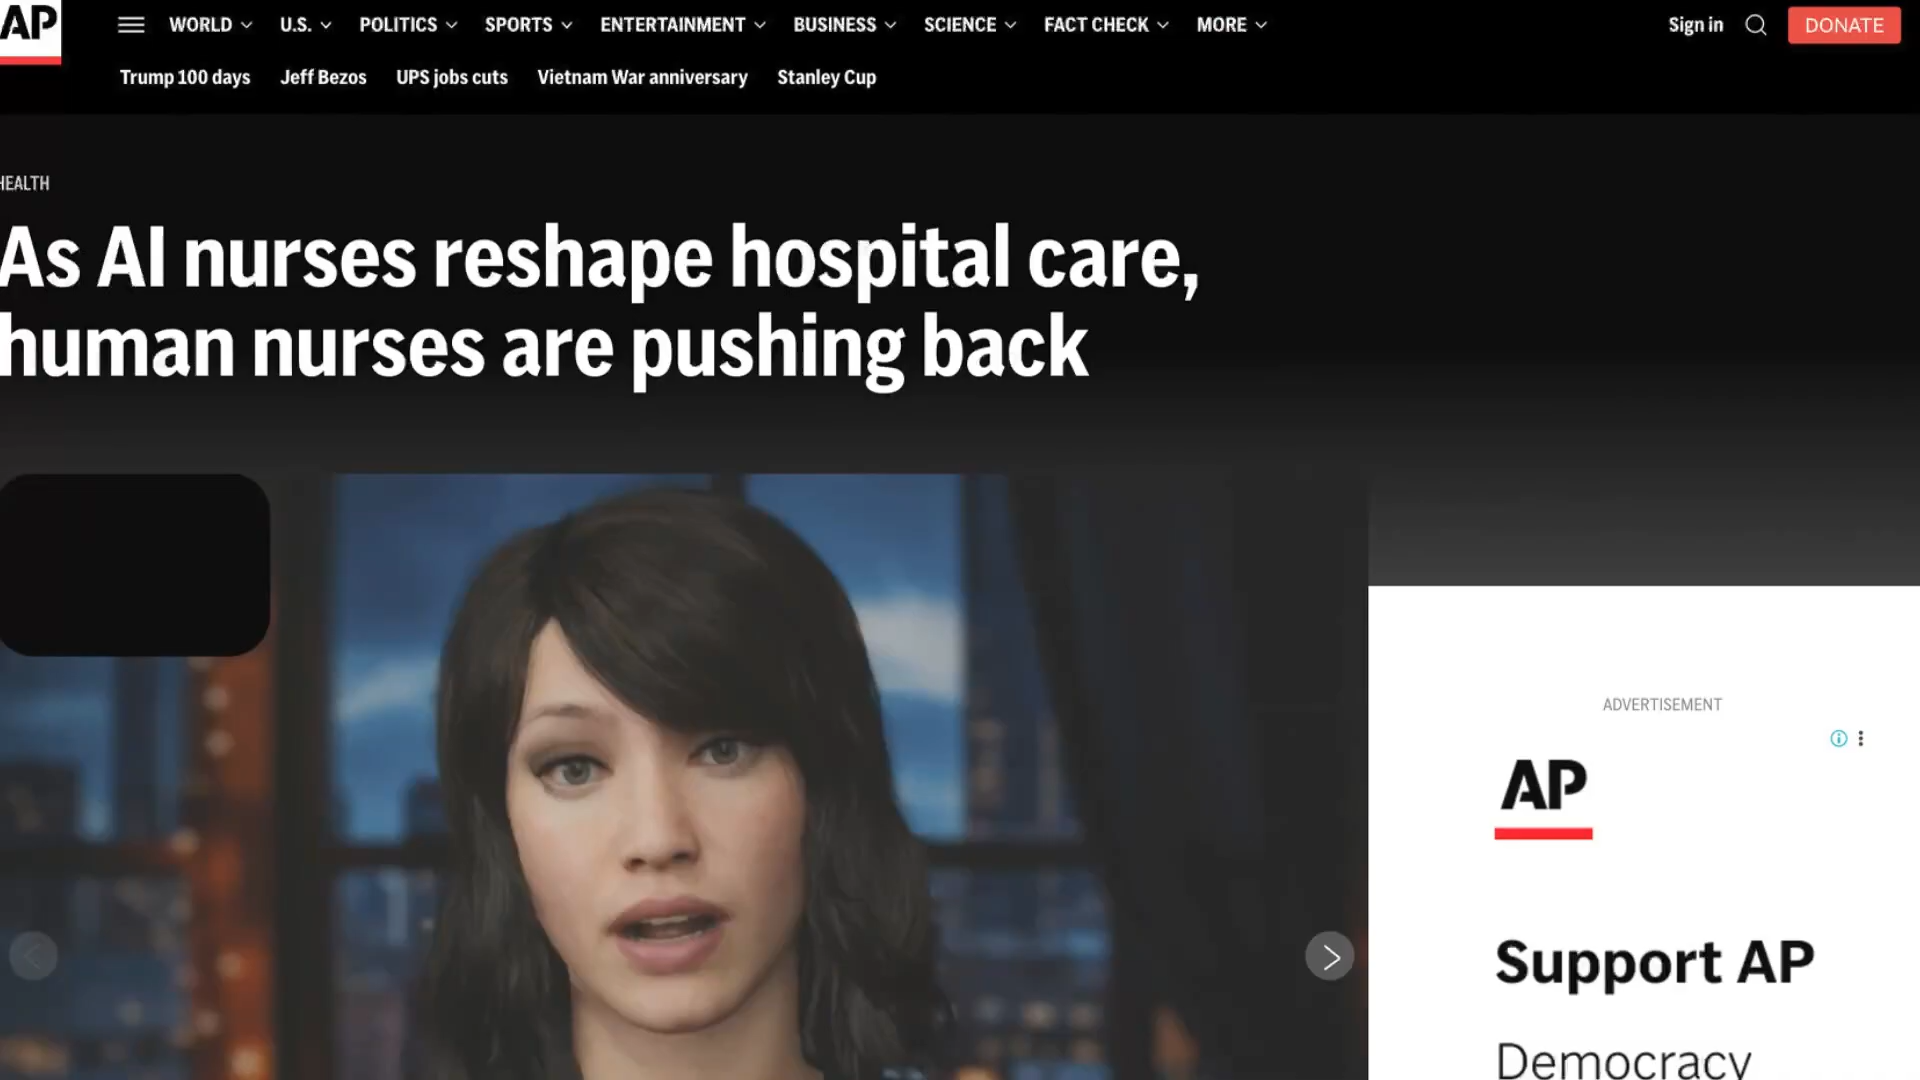 AP
WORLD U.S. POLITICS SPORTS ENTERTAINMENT BUSINESS SCIENCE FACT CHECK MORE Sign in DONATE
Trump 100 days Jeff Bezos UPS jobs cuts Vietnam War anniversary Stanley Cup
HEALTH
As AI nurses reshape hospital care,
human nurses are pushing back
ADVERTISEMENT
AP
Support AP
Democracy